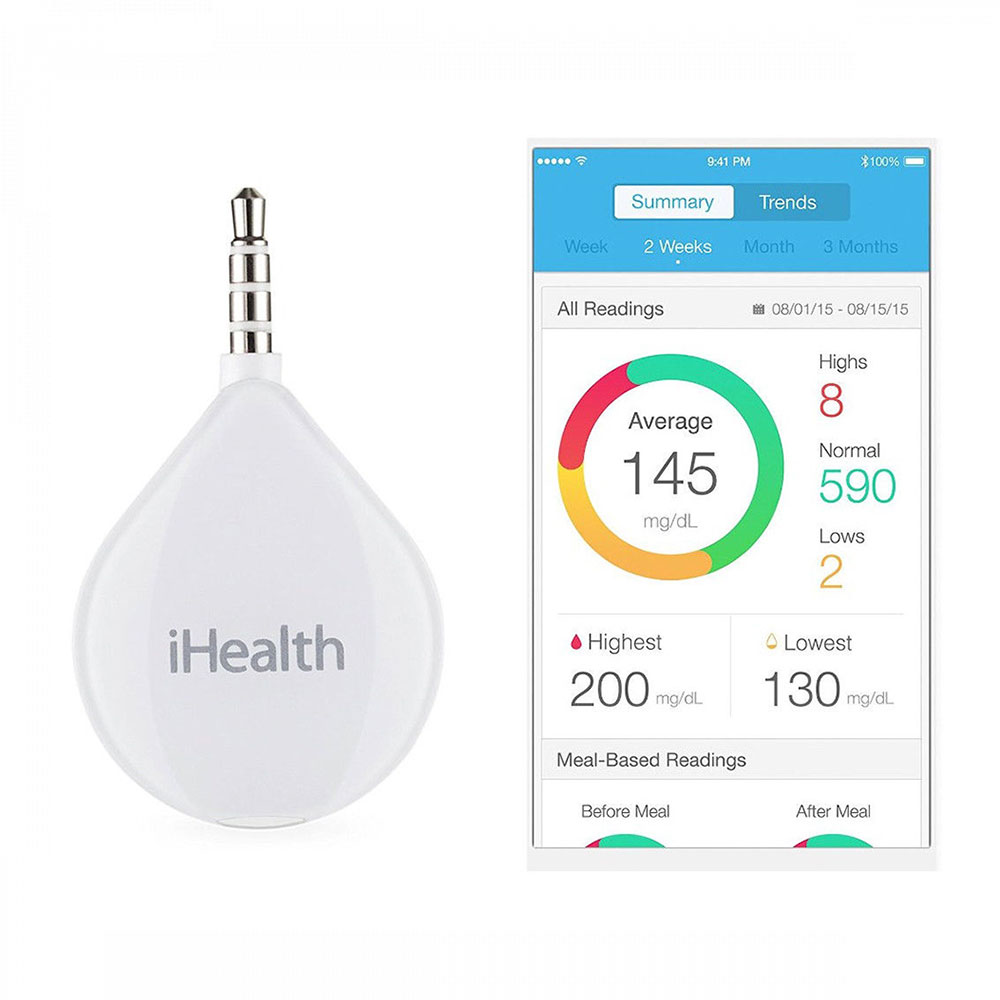 iHealth
9:41 PM 100%
Summary Trends
Week 2 Weeks Month 3 Months
All Readings 08/01/15 - 08/15/15
Average
145
mg/dL
Highs
8
Normal
590
Lows
2
Highest
200 mg/dL
Lowest
130 mg/dL
Meal-Based Readings
Before Meal After Meal